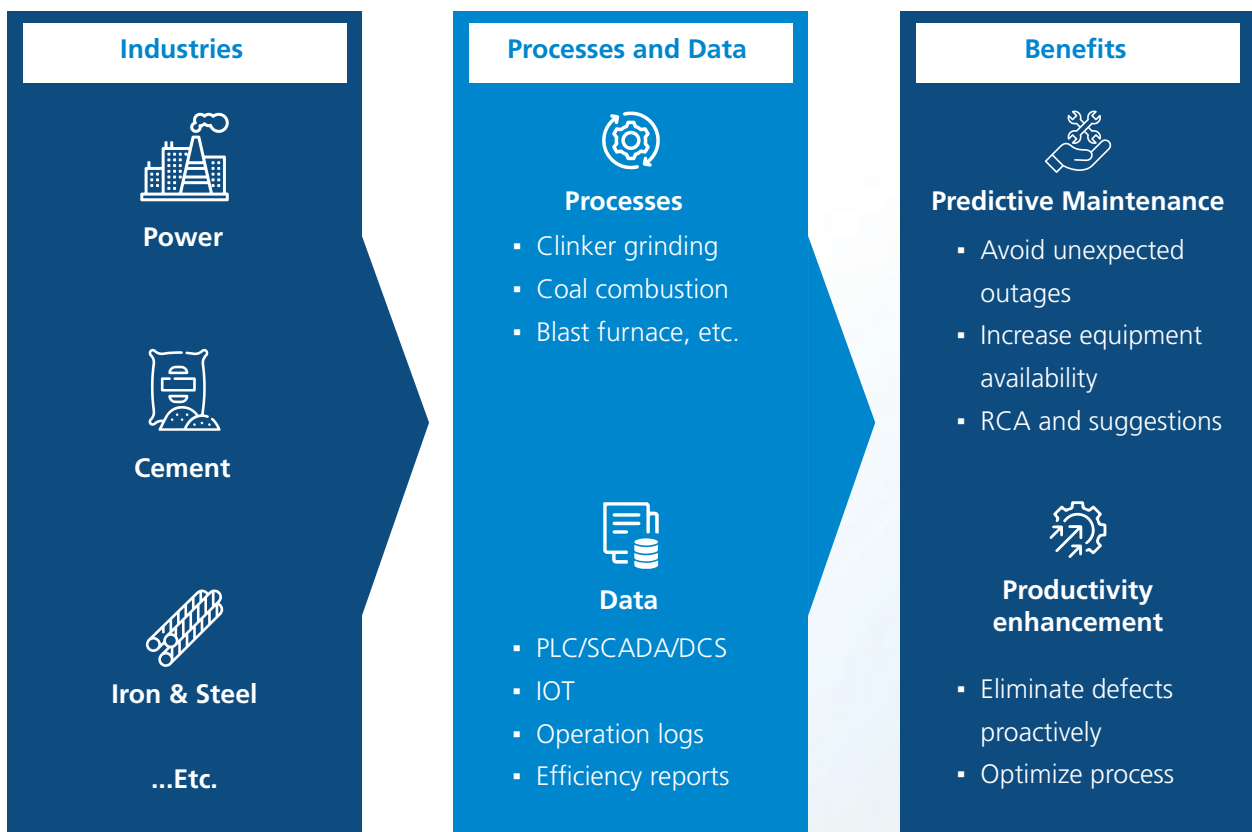 Industries
Power
Cement
Iron & Steel
...Etc.
Processes and Data
Processes
▪ Clinker grinding
▪ Coal combustion
▪ Blast furnace, etc.
Data
▪ PLC/SCADA/DCS
▪ IOT
▪ Operation logs
▪ Efficiency reports
Benefits
Predictive Maintenance
▪ Avoid unexpected
outages
▪ Increase equipment
availability
▪ RCA and suggestions
Productivity
enhancement
▪ Eliminate defects
proactively
▪ Optimize process